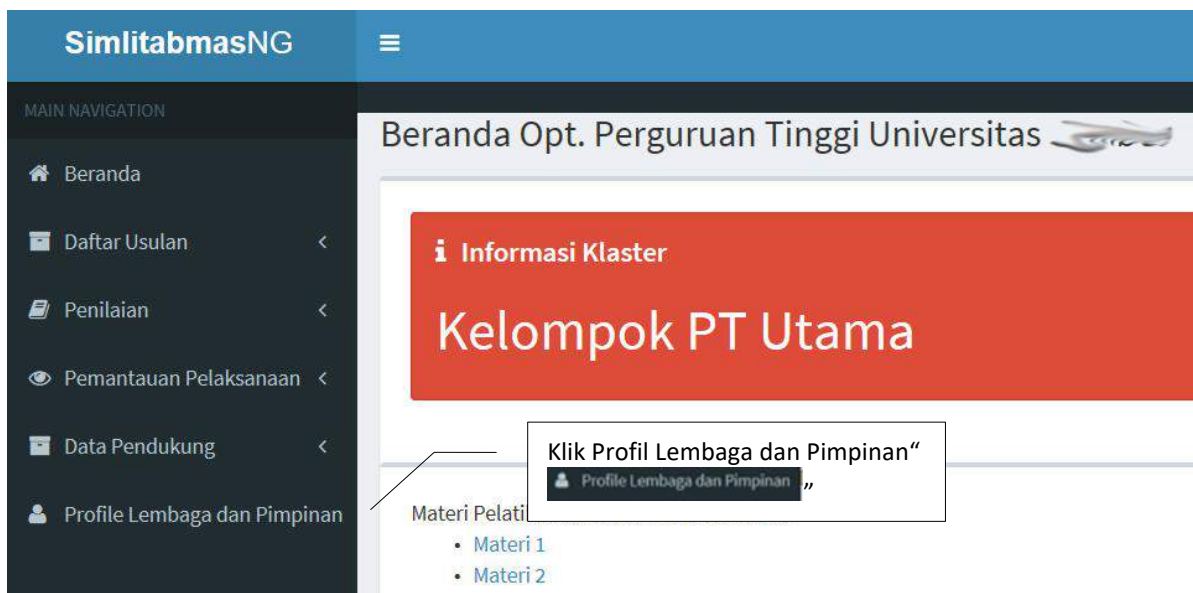 SimlitabmasNG
MAIN NAVIGATION
Beranda
Daftar Usulan
Penilaian
Pemantauan Pelaksanaan
Data Pendukung
Profile Lembaga dan Pimpinan
Beranda Opt. Perguruan Tinggi Universitas
Informasi Klaster
Kelompok PT Utama
Klik Profil Lembaga dan Pimpinan“
Profile Lembaga dan Pimpinan „
Materi
• Materi 1
• Materi 2